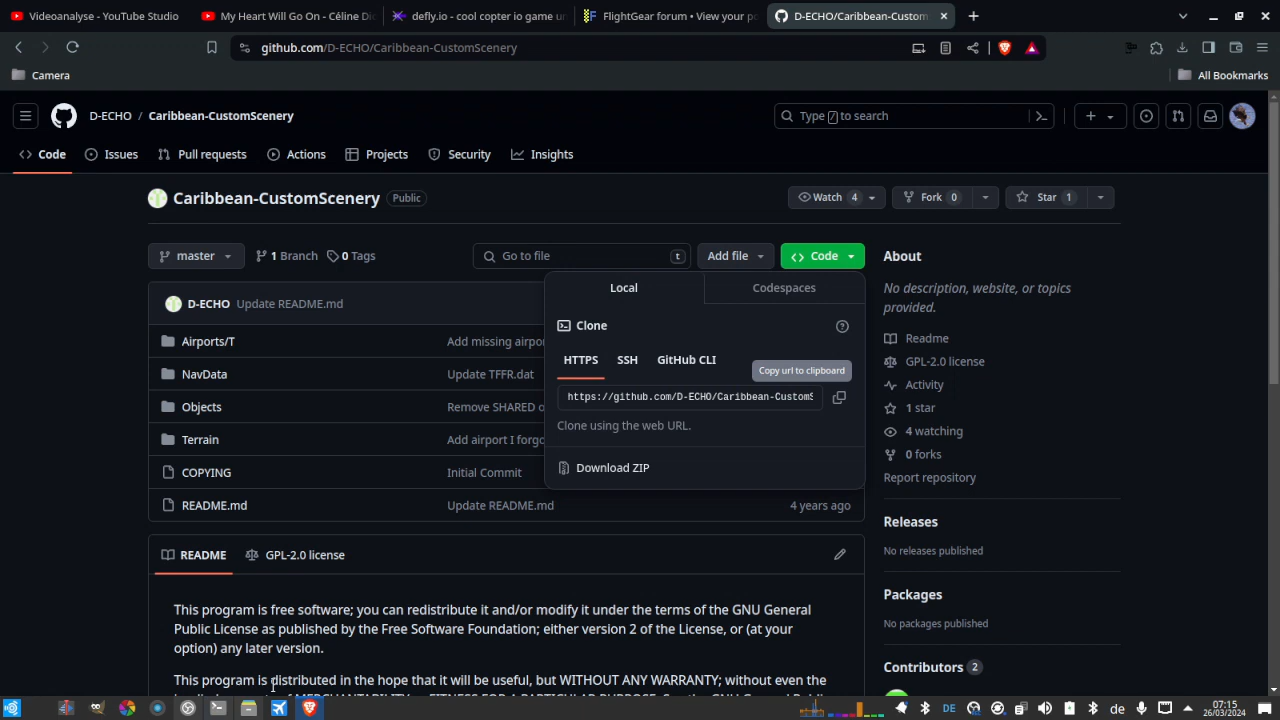 Videoanalyse - YouTube Studio
My Heart Will Go On - Céline Di
defly.io - cool copter io game u
FlightGear forum • View your p
D-ECHO/Caribbean-CustomScenery
github.com/D-ECHO/Caribbean-CustomScenery
Camera
All Bookmarks
D-ECHO / Caribbean-CustomScenery
Type / to search
Code
Issues
Pull requests
Actions
Projects
Security
Insights
Caribbean-CustomScenery Public
Watch 4
Fork 0
Star 1
master
1 Branch
0 Tags
Go to file t
Add file
Code
About
Local
Codespaces
No description, website, or topics
provided.
D-ECHO Update README.md
Clone
Readme
Airports/T Add missing airpor
HTTPS
SSH
GitHub CLI
Copy url to clipboard
GPL-2.0 license
NavData Update TFFR.dat
Activity
https://github.com/D-ECHO/Caribbean-CustomS
Objects Remove SHARED o
1 star
Clone using the web URL.
4 watching
Terrain Add airport I forgo
0 forks
Download ZIP
COPYING Initial Commit
Report repository
README.md Update README.md 4 years ago
Releases
README
GPL-2.0 license
No releases published
Packages
This program is free software; you can redistribute it and/or modify it under the terms of the GNU General
Public License as published by the Free Software Foundation; either version 2 of the License, or (at your
option) any later version.
No packages published
Contributors 2
This program is distributed in the hope that it will be useful, but WITHOUT ANY WARRANTY; without even the
DE
de
07:15
26/03/2024